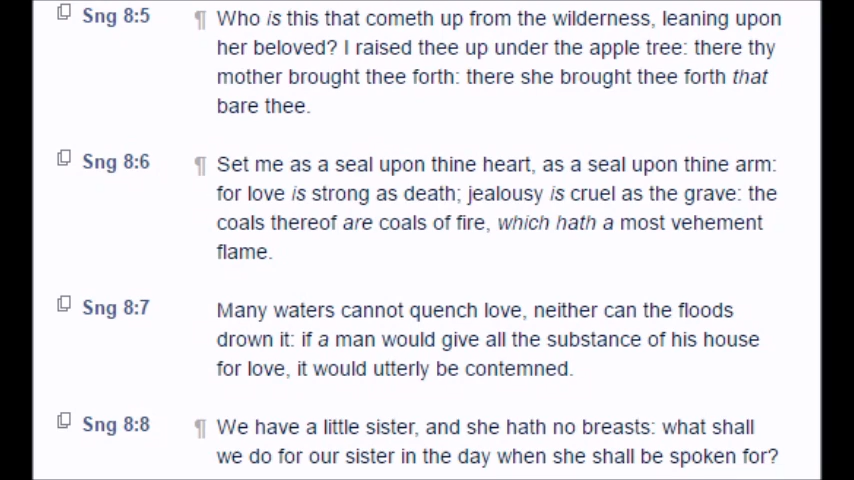 Sng 8:5 ¶ Who is this that cometh up from the wilderness, leaning upon
her beloved? I raised thee up under the apple tree: there thy
mother brought thee forth: there she brought thee forth that
bare thee.
Sng 8:6 ¶ Set me as a seal upon thine heart, as a seal upon thine arm:
for love is strong as death; jealousy is cruel as the grave: the
coals thereof are coals of fire, which hath a most vehement
flame.
Sng 8:7 Many waters cannot quench love, neither can the floods
drown it: if a man would give all the substance of his house
for love, it would utterly be contemned.
Sng 8:8 ¶ We have a little sister, and she hath no breasts: what shall
we do for our sister in the day when she shall be spoken for?